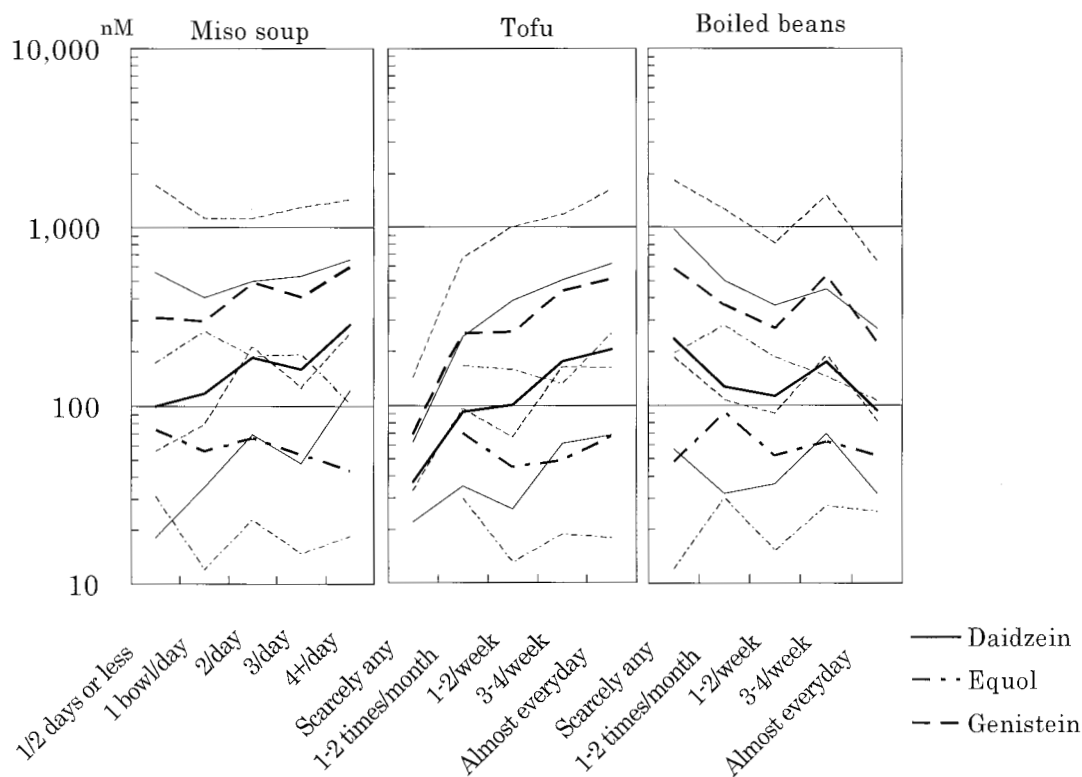 nM
Miso soup
Tofu
Boiled beans
10,000
1,000
100
10
1/2 days or less
1 bowl/day
2/day
3/day
4+/day
Scarcely any
1-2 times/month
1-2/week
3-4/week
Almost everyday
Scarcely any
1-2 times/month
1-2/week
3-4/week
Almost everyday
Daidzein
Equol
Genistein